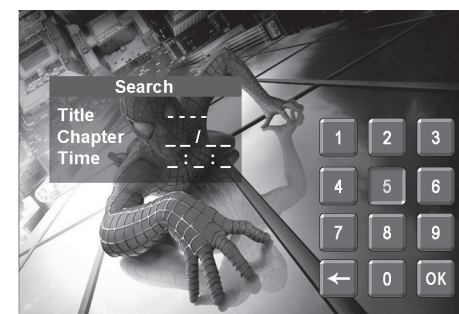 Search
Title - - - -
Chapter _ _ / _ _
Time _ : _ : _
1 2 3
4 5 6
7 8 9
← 0 OK